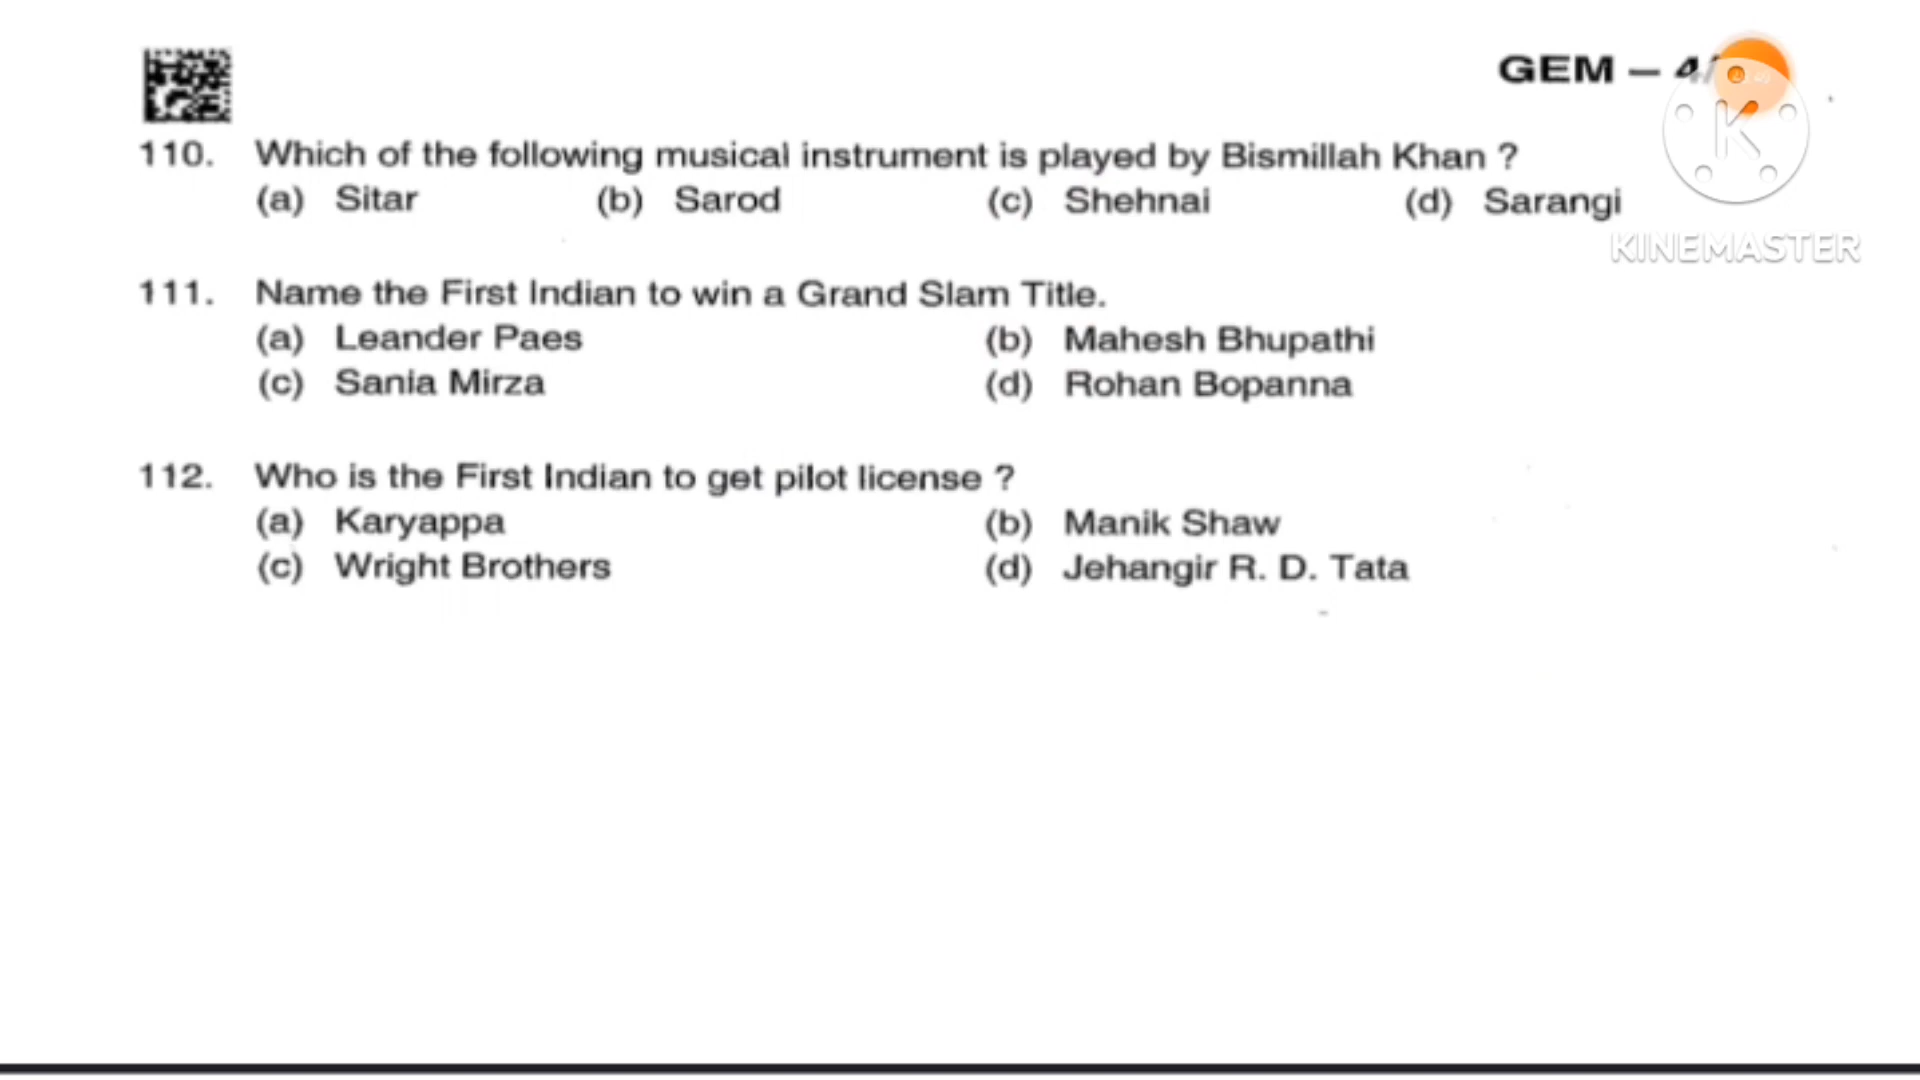 GEM – 4/
110. Which of the following musical instrument is played by Bismillah Khan ?
(a) Sitar (b) Sarod (c) Shehnai (d) Sarangi
KINEMASTER
111. Name the First Indian to win a Grand Slam Title.
(a) Leander Paes (b) Mahesh Bhupathi
(c) Sania Mirza (d) Rohan Bopanna
112. Who is the First Indian to get pilot license ?
(a) Karyappa (b) Manik Shaw
(c) Wright Brothers (d) Jehangir R. D. Tata